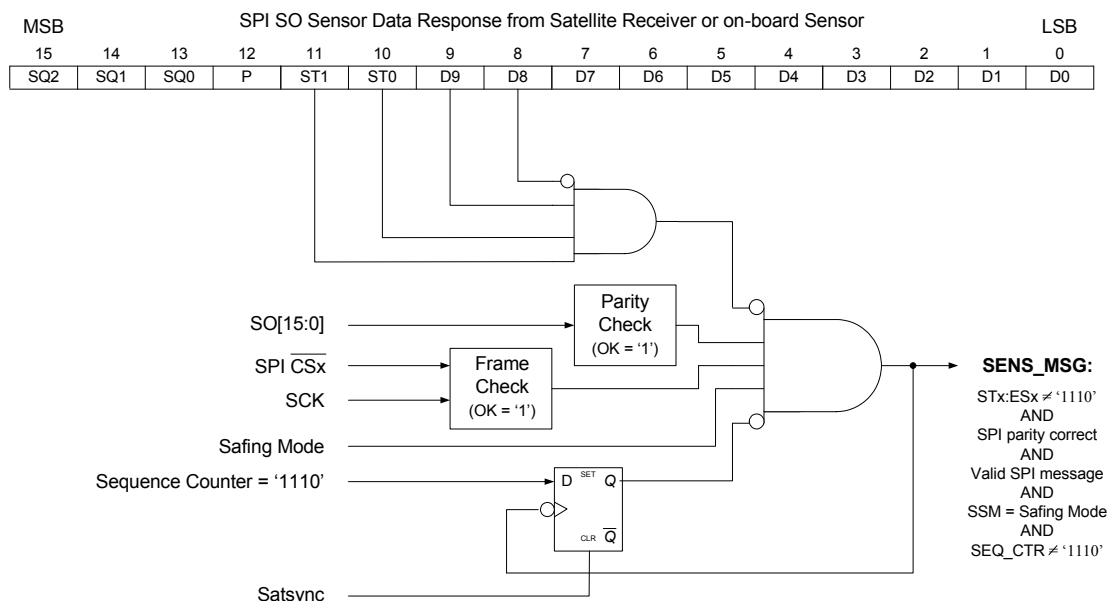 SPI SO Sensor Data Response from Satellite Receiver or on-board Sensor
MSB LSB
15 14 13 12 11 10 9 8 7 6 5 4 3 2 1 0
SQ2 SQ1 SQ0 P ST1 ST0 D9 D8 D7 D6 D5 D4 D3 D2 D1 D0
Parity
Check
(OK = ‘1’)
SO[15:0]
SPI CSx
SCK
Frame
Check
(OK = ‘1’)
Safing Mode
Sequence Counter = ‘1110’
D SET Q
CLR Q
Satsync
SENS_MSG:
STx:ESx ≠ ‘1110’
AND
SPI parity correct
AND
Valid SPI message
AND
SSM = Safing Mode
AND
SEQ_CTR ≠ ‘1110’